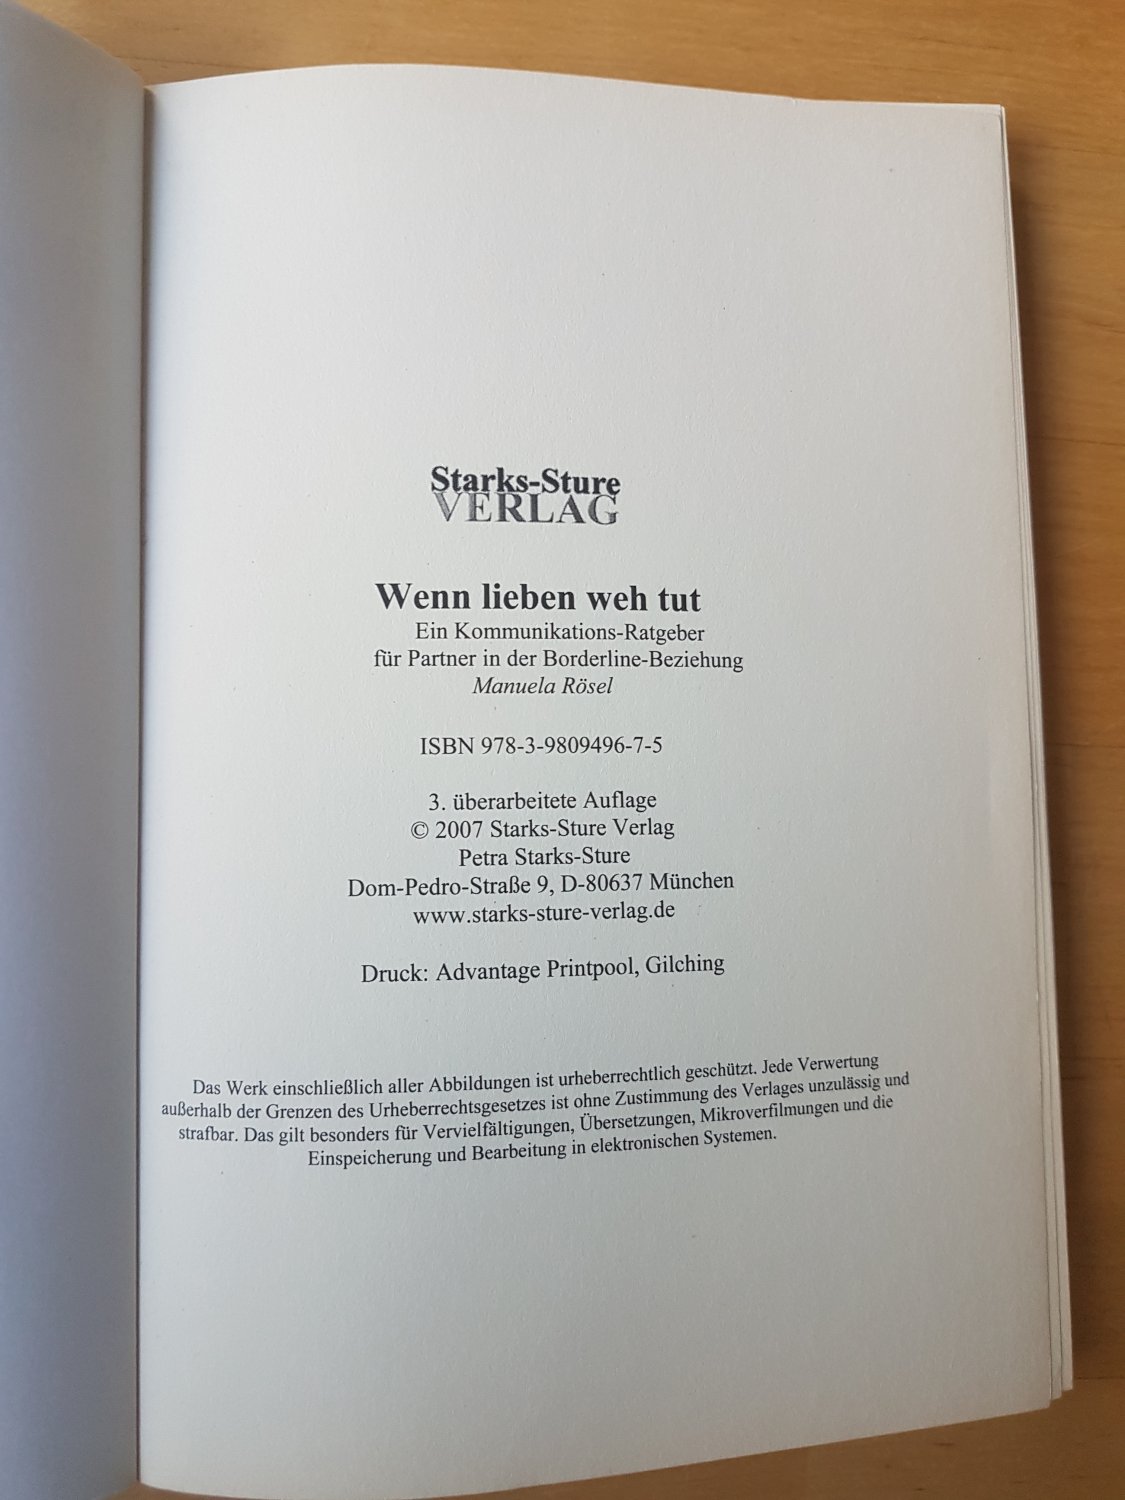 Starks-Sture
VERLAG
Wenn lieben weh tut
Ein Kommunikations-Ratgeber
für Partner in der Borderline-Beziehung
Manuela Rösel
ISBN 978-3-9809496-7-5
3. überarbeitete Auflage
© 2007 Starks-Sture Verlag
Petra Starks-Sture
Dom-Pedro-Straße 9, D-80637 München
www.starks-sture-verlag.de
Druck: Advantage Printpool, Gilching
Das Werk einschließlich aller Abbildungen ist urheberrechtlich geschützt. Jede Verwertung
außerhalb der Grenzen des Urheberrechtsgesetzes ist ohne Zustimmung des Verlages unzulässig und
strafbar. Das gilt besonders für Vervielfältigungen, Übersetzungen, Mikroverfilmungen und die
Einspeicherung und Bearbeitung in elektronischen Systemen.